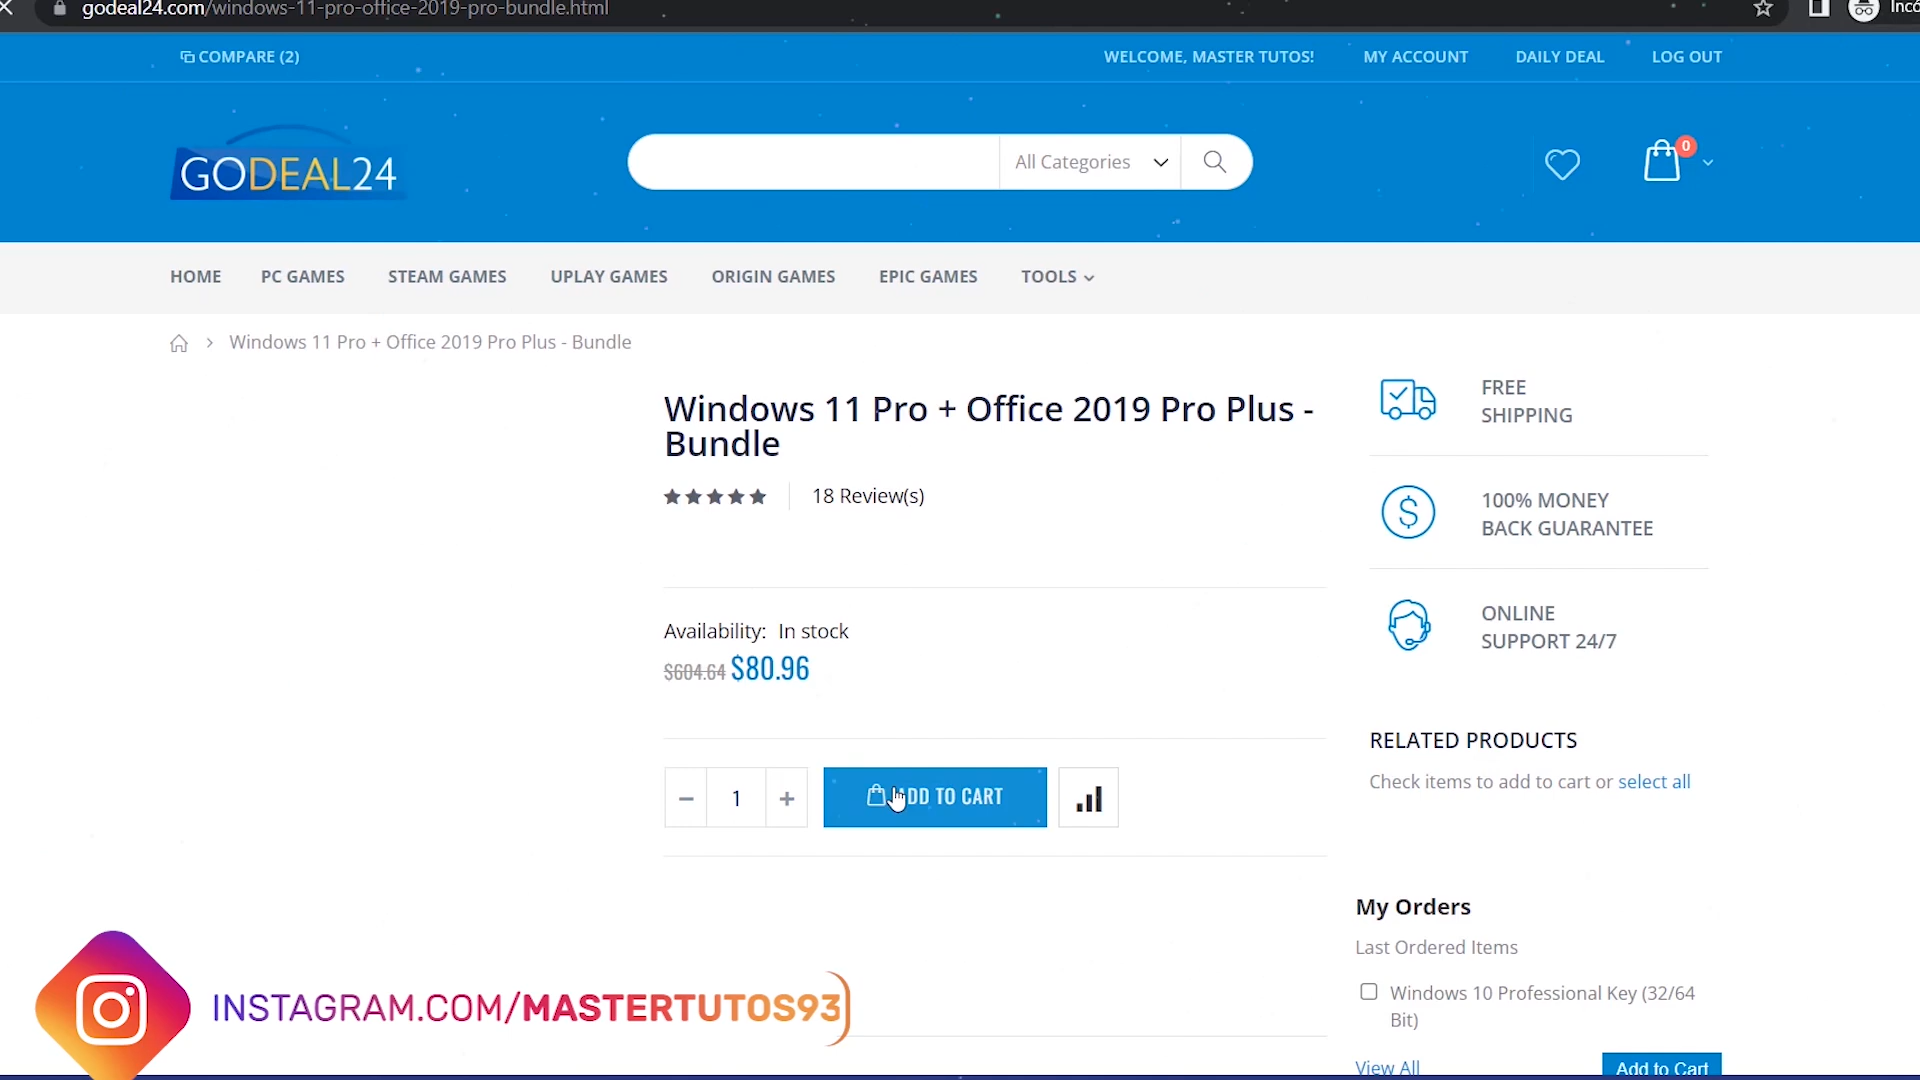 godeal24.com/windows-11-pro-office-2019-pro-bundle.html
Incó
COMPARE (2)
WELCOME, MASTER TUTOS!
MY ACCOUNT
DAILY DEAL
LOG OUT
GODEAL24
All Categories
0
HOME
PC GAMES
STEAM GAMES
UPLAY GAMES
ORIGIN GAMES
EPIC GAMES
TOOLS
Windows 11 Pro + Office 2019 Pro Plus - Bundle
Windows 11 Pro + Office 2019 Pro Plus -
Bundle
18 Review(s)
Availability: In stock
$604.64 $80.96
1
ADD TO CART
FREE
SHIPPING
100% MONEY
BACK GUARANTEE
ONLINE
SUPPORT 24/7
RELATED PRODUCTS
Check items to add to cart or select all
My Orders
Last Ordered Items
Windows 10 Professional Key (32/64
Bit)
View All
Add to Cart
INSTAGRAM.COM/MASTERTUTOS93